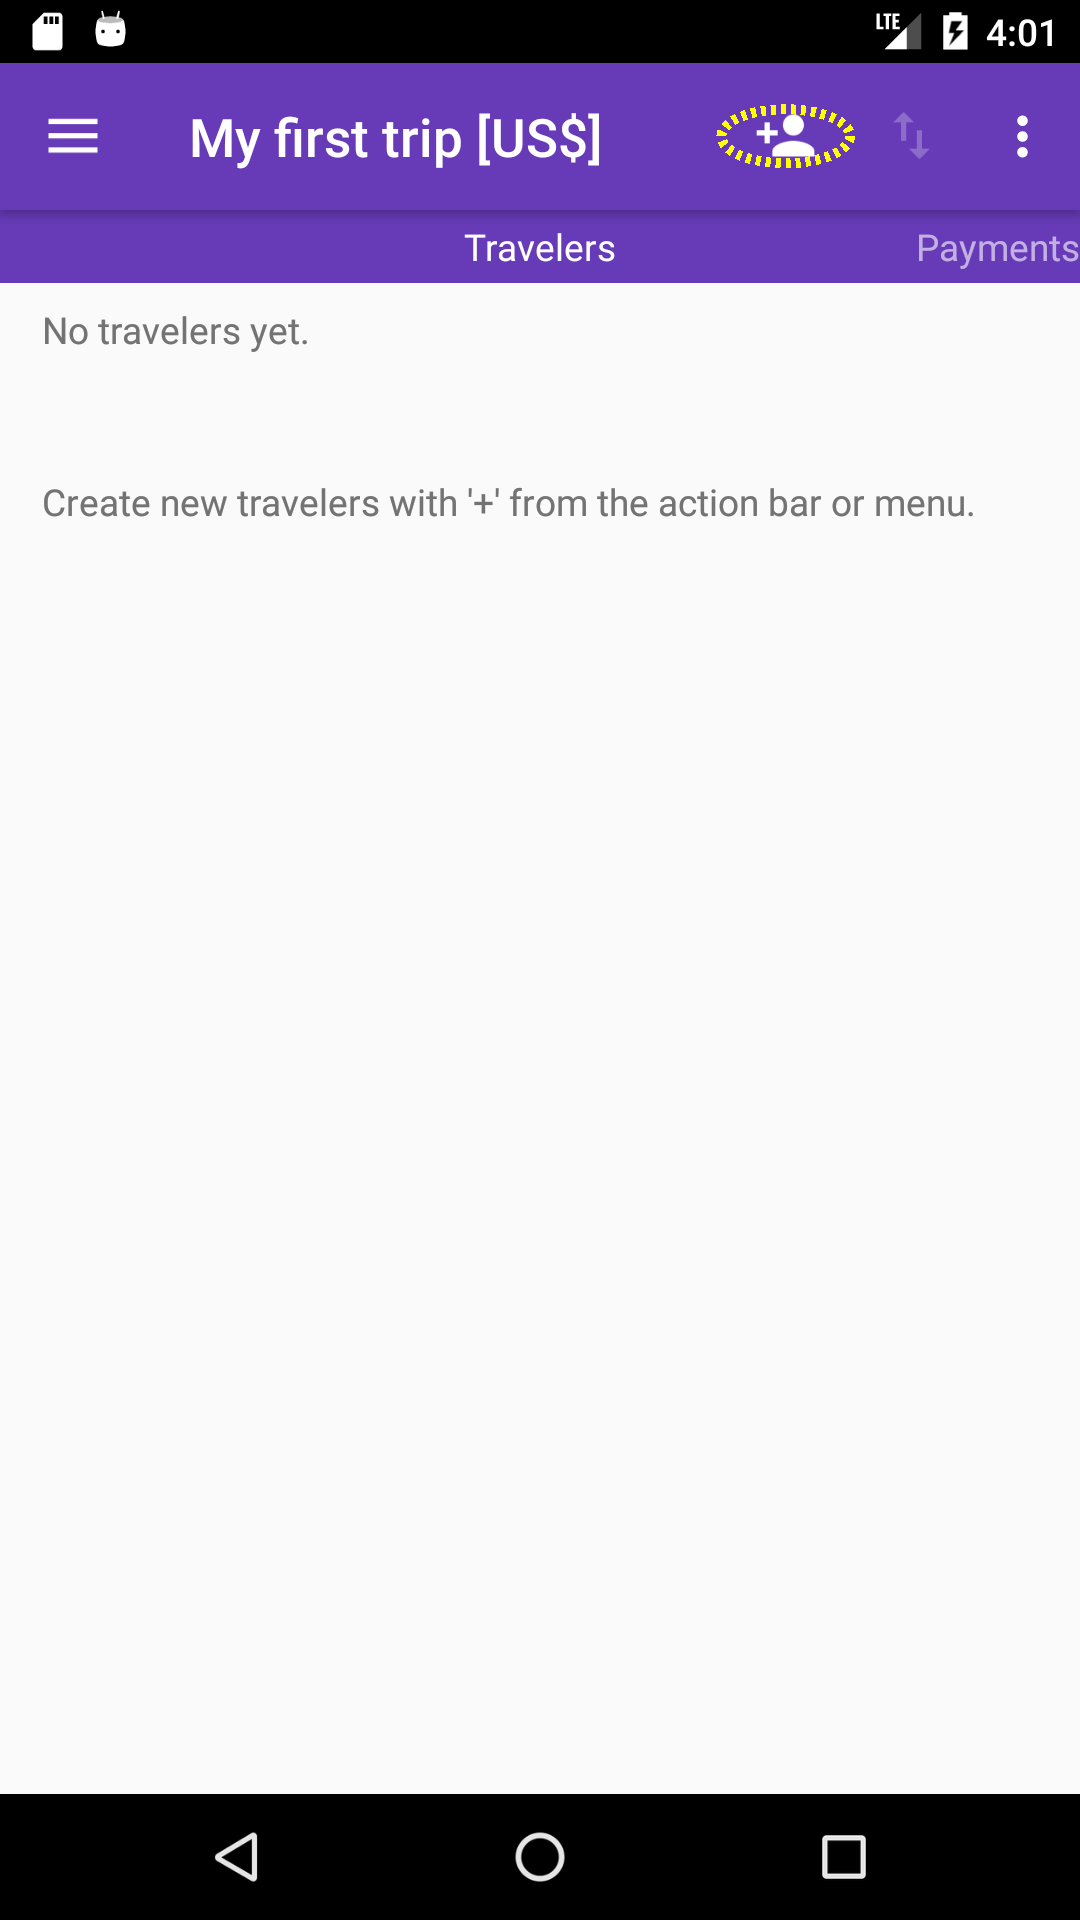 LTE 4:01
My first trip [US$]
Travelers Payments
No travelers yet.
Create new travelers with '+' from the action bar or menu.